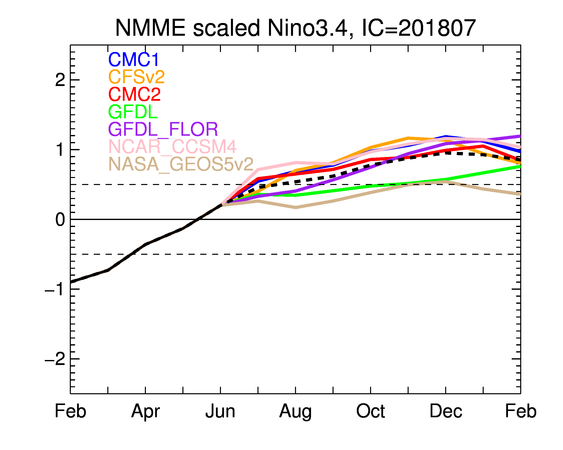 NMME scaled Nino3.4, IC=201807
CMC1
CFSv2
CMC2
GFDL
GFDL_FLOR
NCAR_CCSM4
NASA_GEOS5v2
2
1
0
−1
−2
Feb Apr Jun Aug Oct Dec Feb